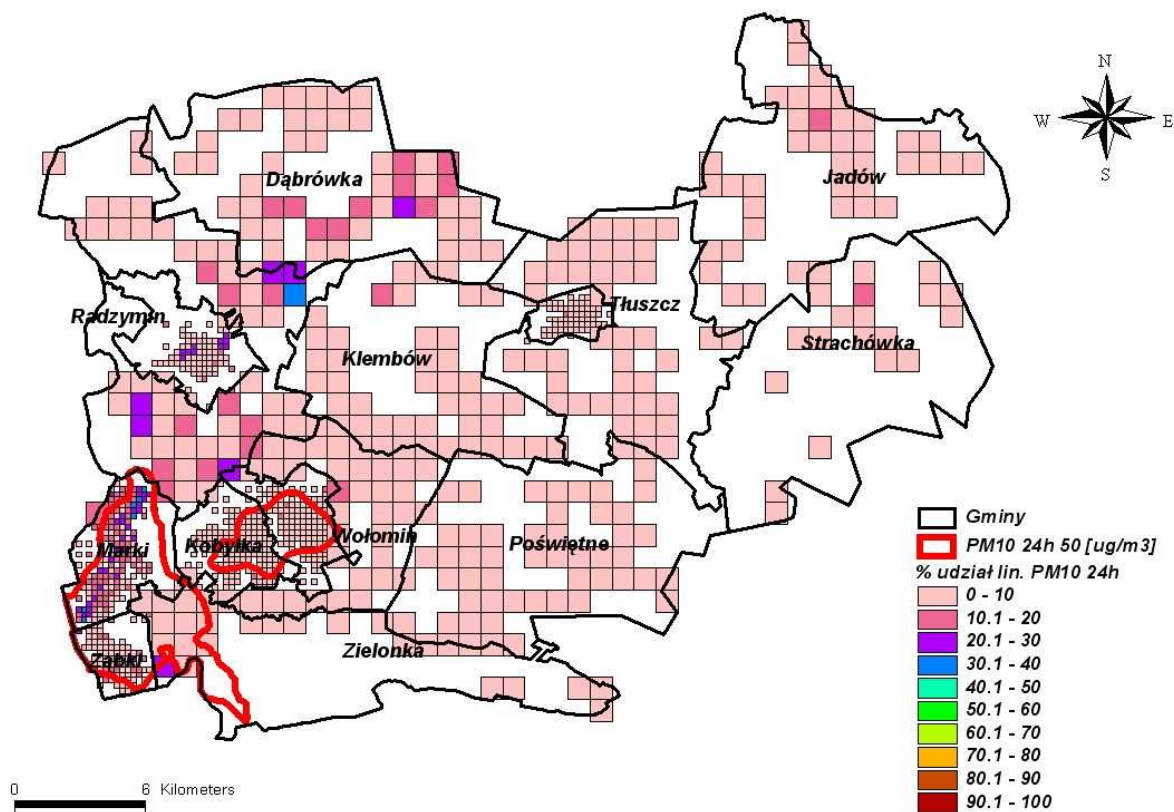 N
W E
S
Dąbrówka
Jadów
Radzymin
Tłuszcz
Klembów
Strachówka
Marki
Kobyłka
Wołomin
Poświętne
Ząbki
Zielonka
Gminy
PM10 24h 50 [ug/m3]
% udział lin. PM10 24h
0 - 10
10.1 - 20
20.1 - 30
30.1 - 40
40.1 - 50
50.1 - 60
60.1 - 70
70.1 - 80
80.1 - 90
90.1 - 100
0 6 Kilometers